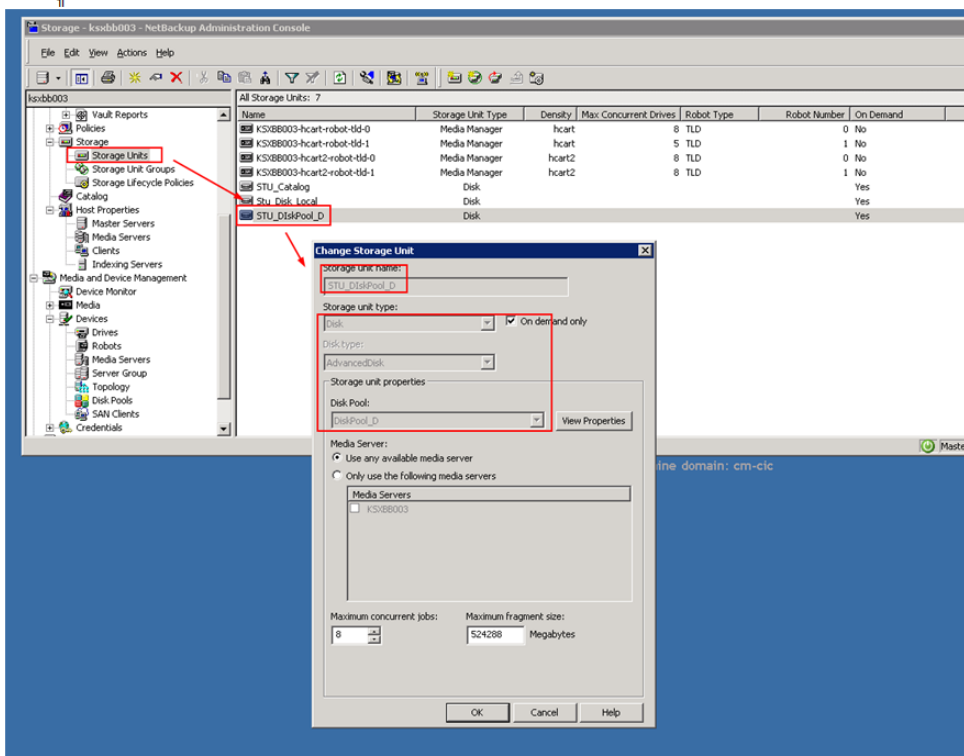 Storage - ksxbb003 - NetBackup Administration Console
File Edit View Actions Help
ksxbb003
All Storage Units: 7
Vault Reports
Policies
Storage
Storage Units
Storage Unit Groups
Storage Lifecycle Policies
Catalog
Host Properties
Master Servers
Media Servers
Clients
Indexing Servers
Media and Device Management
Device Monitor
Media
Devices
Drives
Robots
Media Servers
Server Group
Topology
Disk Pools
SAN Clients
Credentials
Name Storage Unit Type Density Max Concurrent Drives Robot Type Robot Number On Demand
KSXBB003-hcart-robot-tld-0 Media Manager hcart 8 TLD 0 No
KSXBB003-hcart-robot-tld-1 Media Manager hcart 5 TLD 1 No
KSXBB003-hcart2-robot-tld-0 Media Manager hcart2 8 TLD 0 No
KSXBB003-hcart2-robot-tld-1 Media Manager hcart2 8 TLD 1 No
STU_Catalog Disk Yes
Stu_Disk_Local Disk Yes
STU_DIskPool_D Disk Yes
Change Storage Unit
Storage unit name:
STU_DIskPool_D
Storage unit type:
Disk On demand only
Disk type:
AdvancedDisk
Storage unit properties
Disk Pool:
DiskPool_D View Properties
Media Server:
Use any available media server
Only use the following media servers
Media Servers
KSXBB003
Maximum concurrent jobs: Maximum fragment size:
8 524288 Megabytes
OK Cancel Help
Maste
ine domain: cm-cic